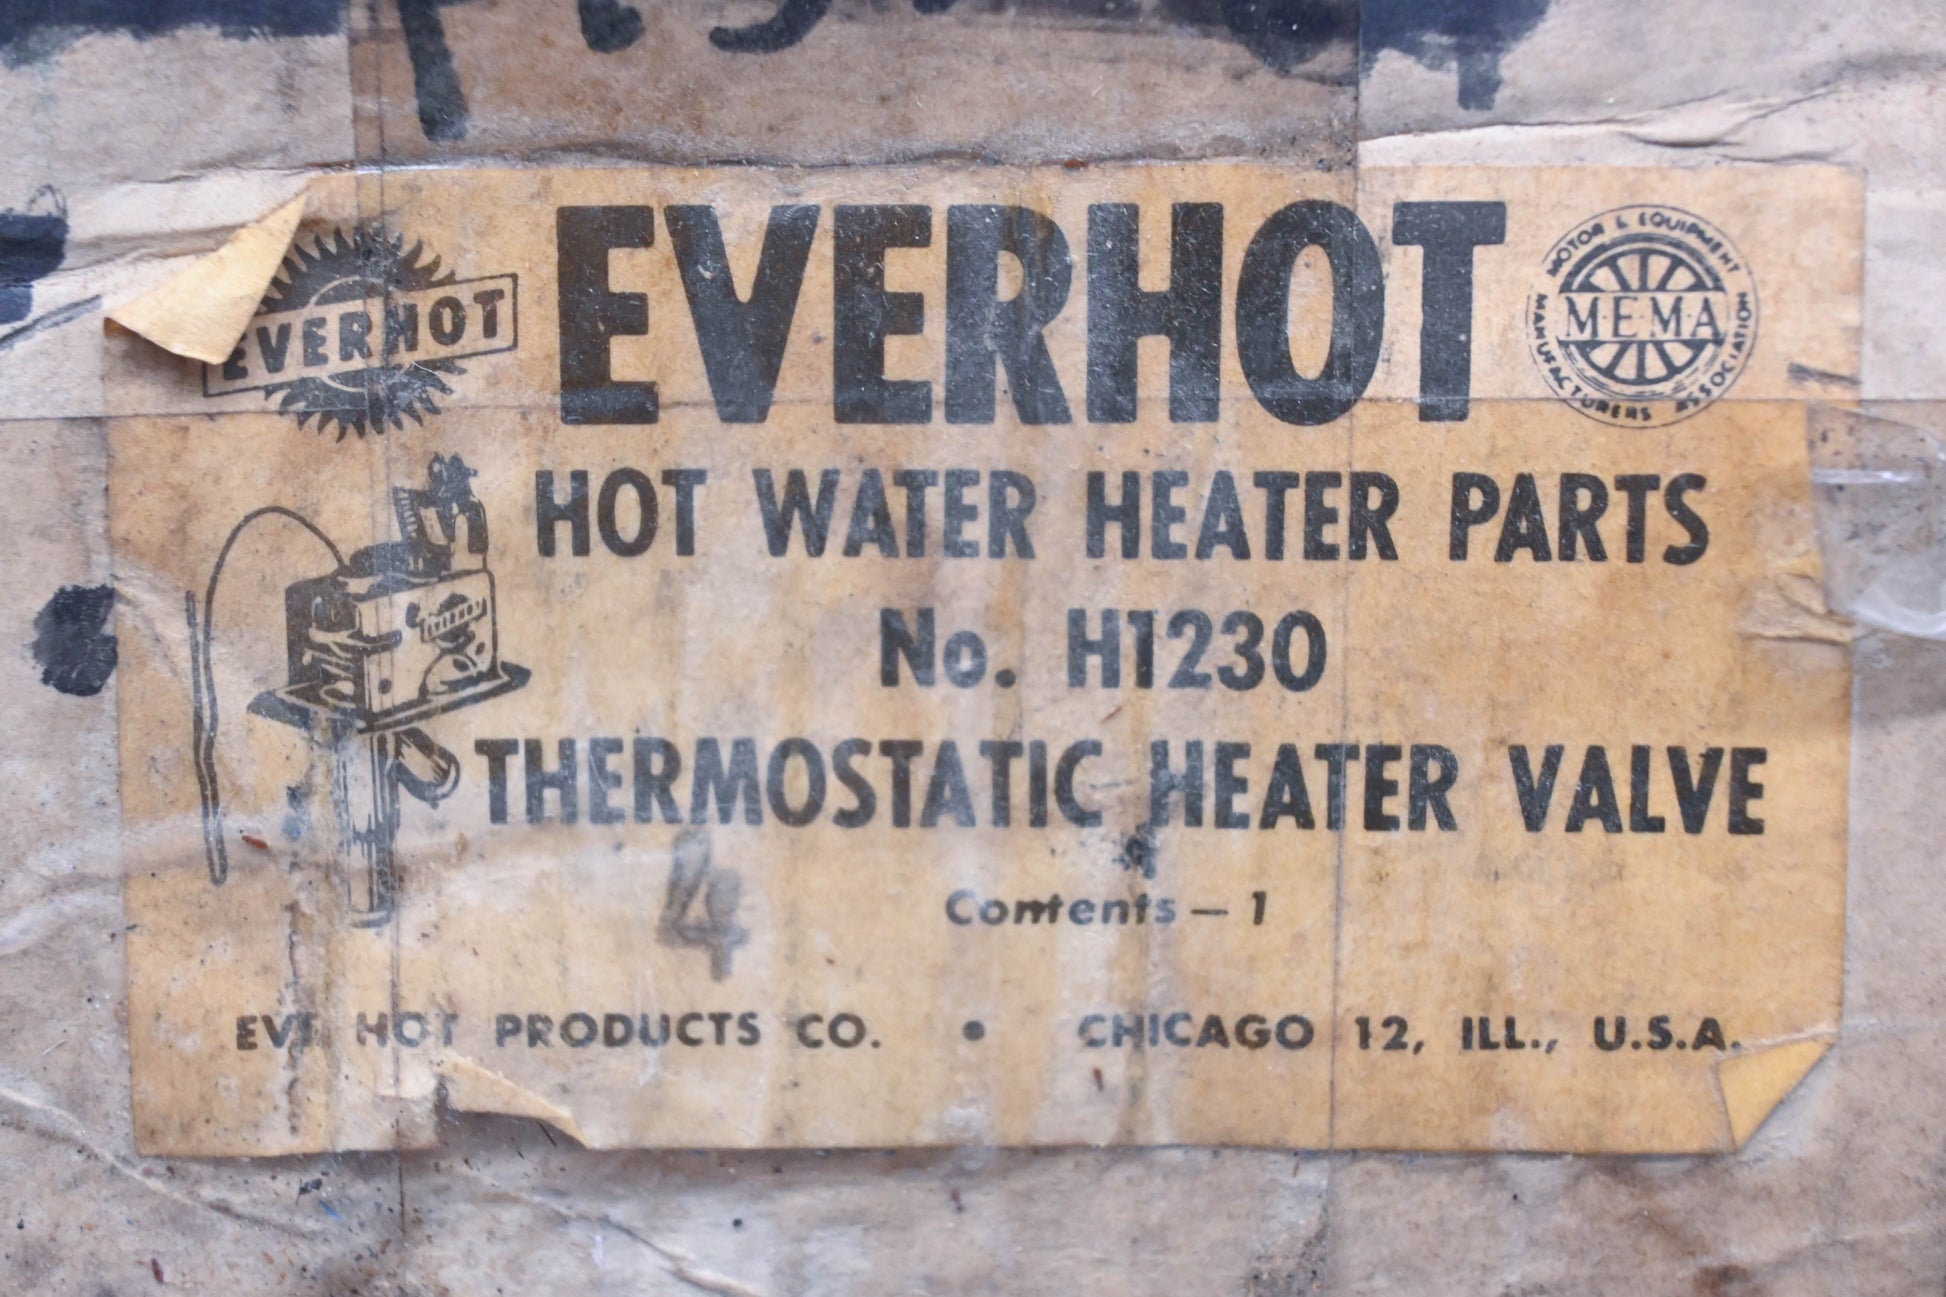 EVERHOT
EVERHOT
MOTOR & EQUIPMENT
M·E·M·A
MANUFACTURERS ASSOCIATION
HOT WATER HEATER PARTS
No. H1230
THERMOSTATIC HEATER VALVE
4
Contents – 1
HOT PRODUCTS CO. • CHICAGO 12, ILL., U.S.A.